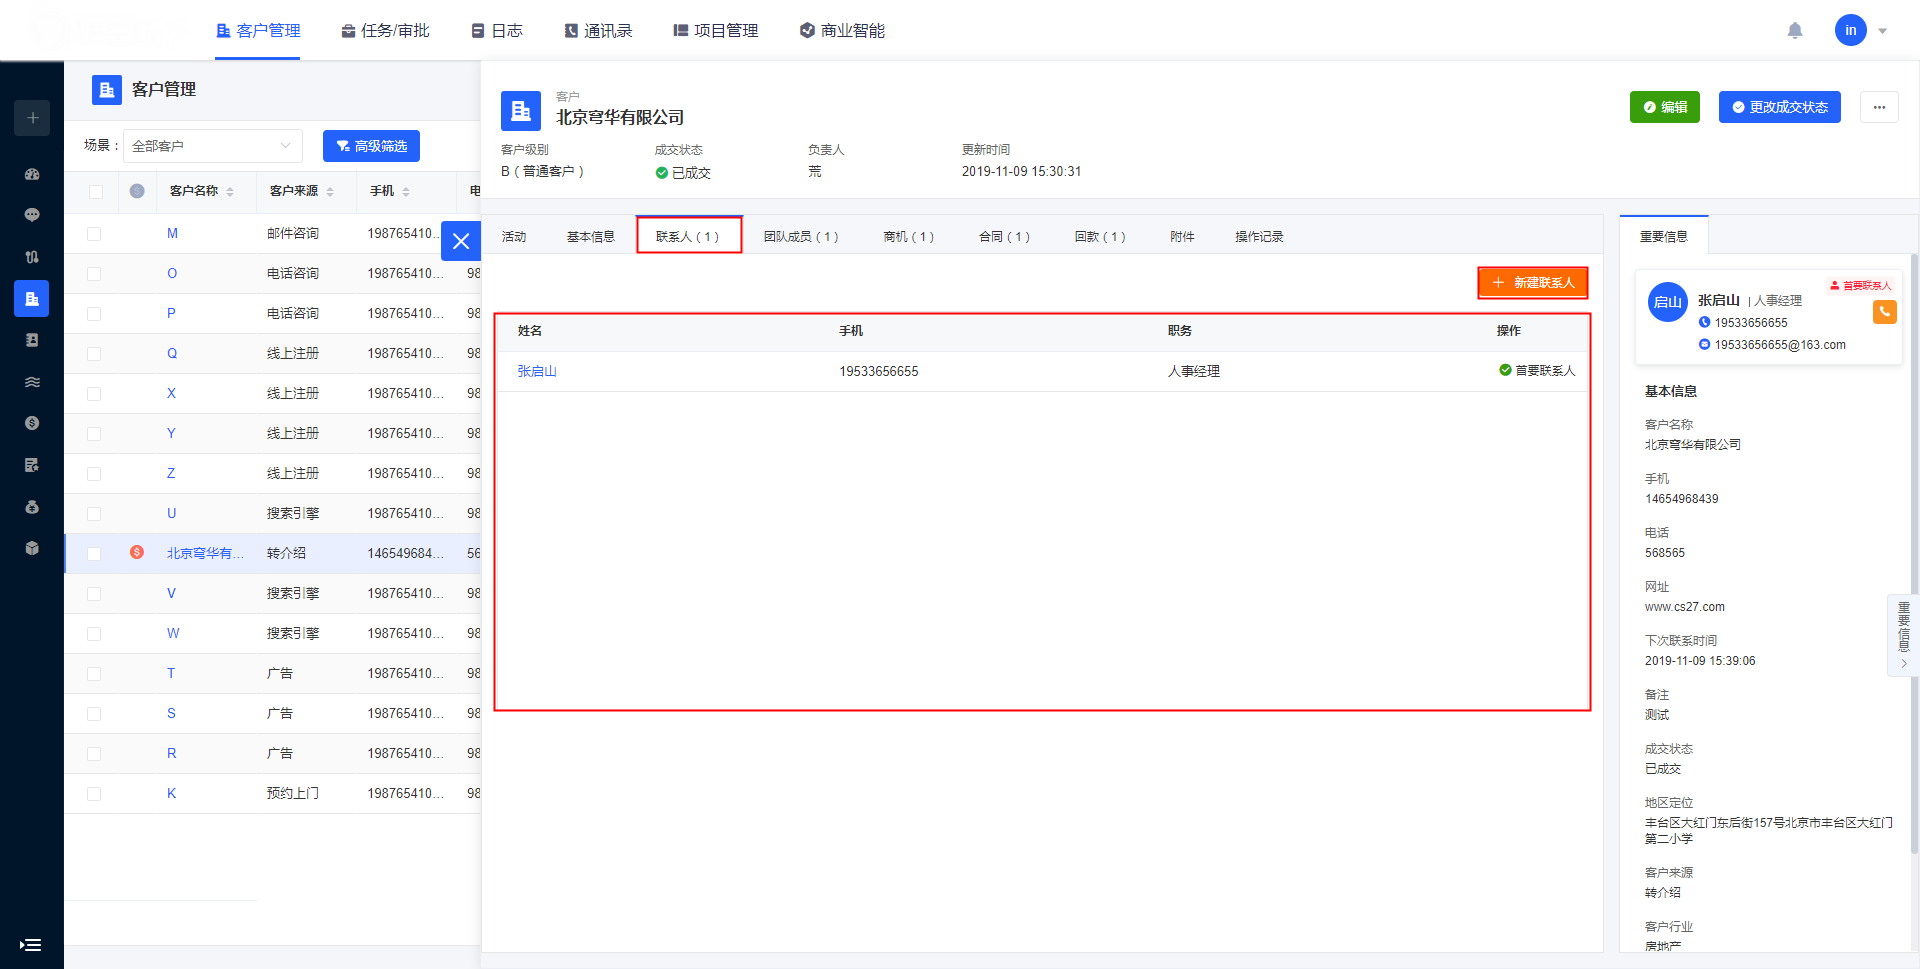 客户管理 任务/审批 日志 通讯录 项目管理 商业智能 in
客户管理
场景： 全部客户 高级筛选
客户名称 客户来源 手机 电
M 邮件咨询 198765410...
O 电话咨询 198765410... 98
P 电话咨询 198765410... 98
Q 线上注册 198765410... 98
X 线上注册 198765410... 98
Y 线上注册 198765410... 98
Z 线上注册 198765410... 98
U 搜索引擎 198765410... 98
北京穹华有... 转介绍 146549684... 56
V 搜索引擎 198765410... 98
W 搜索引擎 198765410... 98
T 广告 198765410... 98
S 广告 198765410... 98
R 广告 198765410... 98
K 预约上门 198765410... 98
客户
北京穹华有限公司
编辑 更改成交状态 ...
客户级别 成交状态 负责人 更新时间
B（普通客户） 已成交 荒 2019-11-09 15:30:31
活动 基本信息 联系人（1） 团队成员（1） 商机（1） 合同（1） 回款（1） 附件 操作记录
+ 新建联系人
姓名 手机 职务 操作
张启山 19533656655 人事经理 首要联系人
重要信息
首要联系人
启山 张启山 | 人事经理
19533656655
19533656655@163.com
基本信息
客户名称
北京穹华有限公司
手机
14654968439
电话
568565
网址
www.cs27.com
下次联系时间
2019-11-09 15:39:06
备注
测试
成交状态
已成交
地区定位
丰台区大红门东后街157号北京市丰台区大红门
第二小学
客户来源
转介绍
客户行业
房地产
重要信息